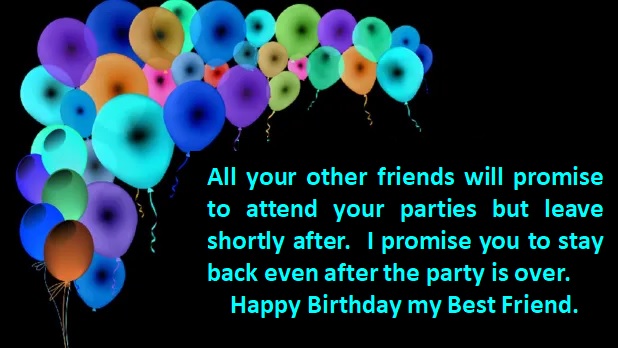 All your other friends will promise
to attend your parties but leave
shortly after. I promise you to stay
back even after the party is over.
Happy Birthday my Best Friend.